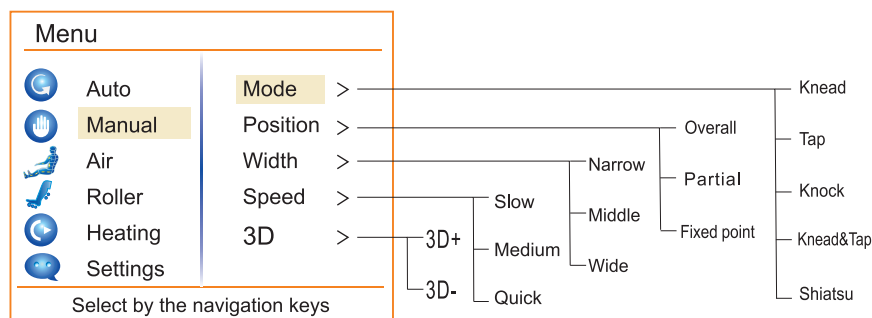 Menu
Auto
Manual
Air
Roller
Heating
Settings
Mode >
Position >
Width >
Speed >
3D >
Select by the navigation keys
3D+
3D-
Slow
Medium
Quick
Narrow
Middle
Wide
Overall
Partial
Fixed point
Knead
Tap
Knock
Knead&Tap
Shiatsu